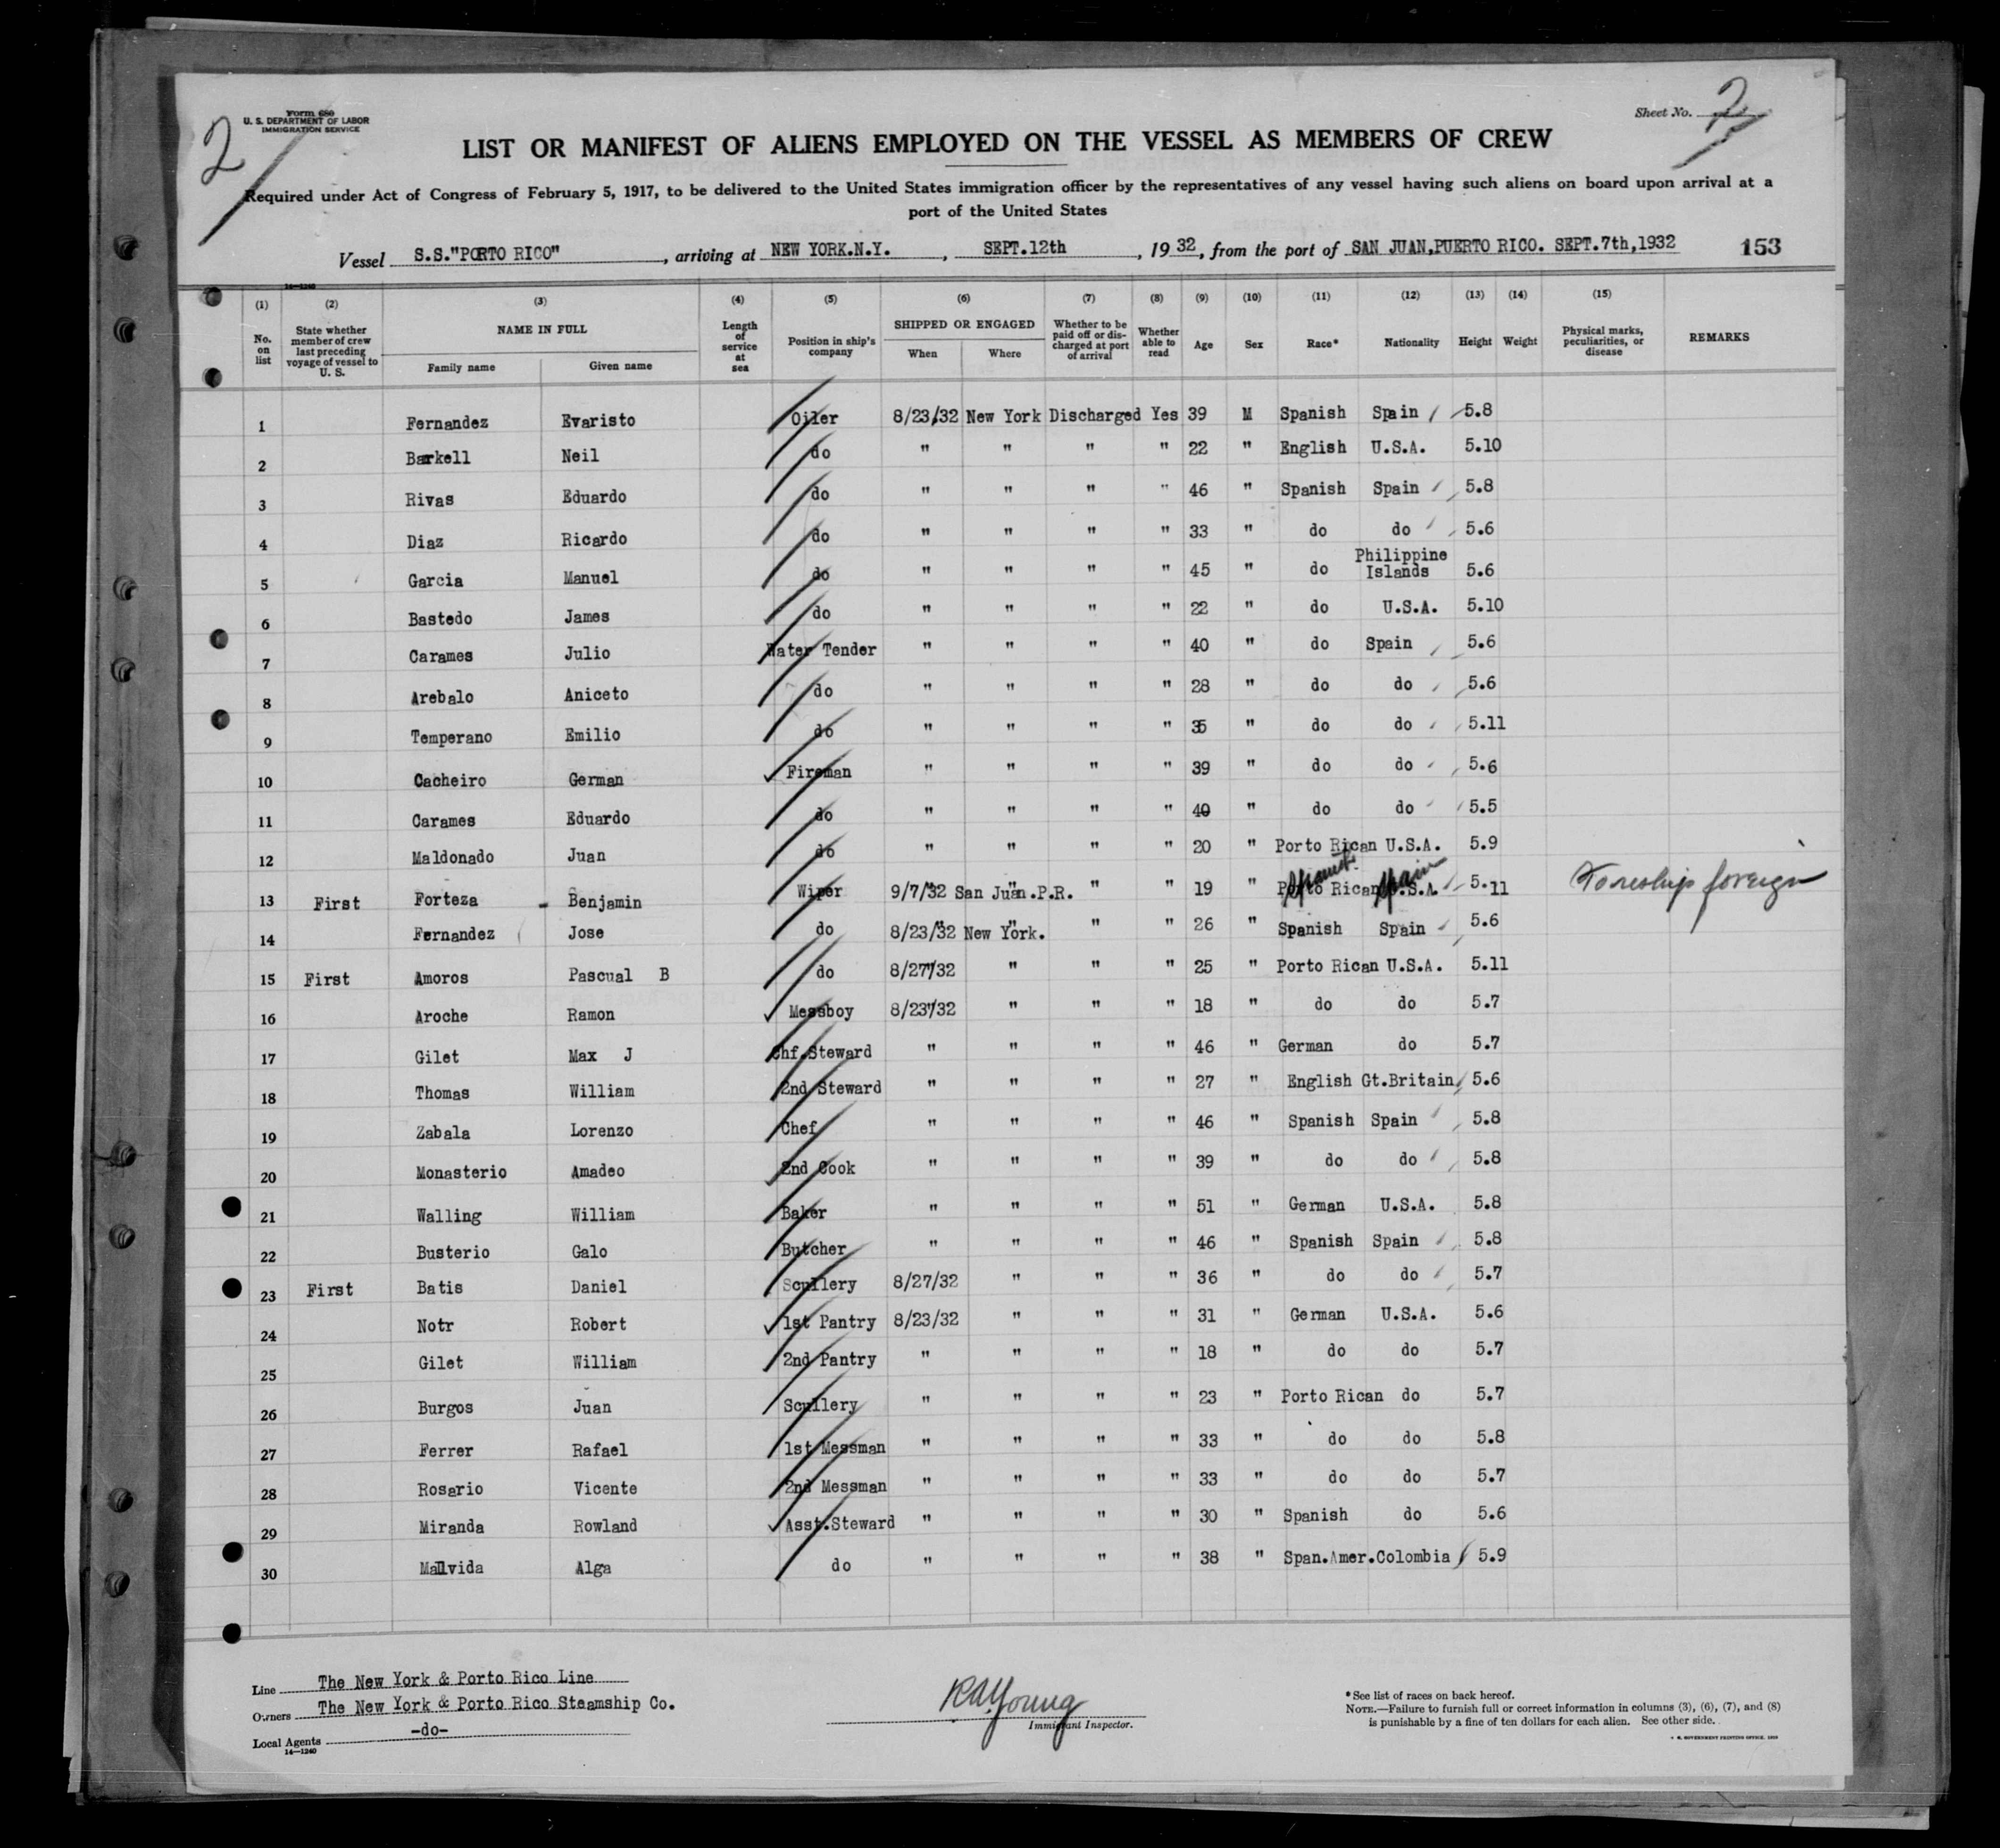 Form 680
U. S. DEPARTMENT OF LABOR
IMMIGRATION SERVICE
2
Sheet No. 2
LIST OR MANIFEST OF ALIENS EMPLOYED ON THE VESSEL AS MEMBERS OF CREW
Required under Act of Congress of February 5, 1917, to be delivered to the United States immigration officer by the representatives of any vessel having such aliens on board upon arrival at a
port of the United States
Vessel S.S."PORTO RICO", arriving at NEW YORK.N.Y., SEPT.12th, 1932, from the port of SAN JUAN,PUERTO RICO. SEPT.7th,1932 153
14-1240
(1) (2) (3) (4) (5) (6) (7) (8) (9) (10) (11) (12) (13) (14) (15)
No. on list State whether member of crew last preceding voyage of vessel to U. S. NAME IN FULL Family name Given name Length of service at sea Position in ship's company SHIPPED OR ENGAGED When Where Whether to be paid off or discharged at port of arrival Whether able to read Age Sex Race* Nationality Height Weight Physical marks, peculiarities, or disease REMARKS
1 Fernandez Evaristo Oiler 8/23/32 New York Discharged Yes 39 M Spanish Spain 5.8
2 Barkell Neil do " " " " 22 " English U.S.A. 5.10
3 Rivas Eduardo do " " " " 46 " Spanish Spain 5.8
4 Diaz Ricardo do " " " " 33 " do do 5.6
5 Garcia Manuel do " " " " 45 " do Philippine Islands 5.6
6 Bastedo James do " " " " 22 " do U.S.A. 5.10
7 Carames Julio Water Tender " " " " 40 " do Spain 5.6
8 Arebalo Aniceto do " " " " 28 " do do 5.6
9 Temperano Emilio do " " " " 35 " do do 5.11
10 Cacheiro German Fireman " " " " 39 " do do 5.6
11 Carames Eduardo do " " " " 40 " do do 5.5
12 Maldonado Juan do " " " " 20 " Porto Rican U.S.A. 5.9
13 First Forteza - Benjamin Wiper 9/7/32 San Juan.P.R. " " 19 " Porto Rican U.S.A. Spanish Spain 5.11 foreign
14 Fernandez Jose do 8/23/32 New York. " " 26 " Spanish Spain 5.6
15 First Amoros Pascual B do 8/27/32 " " " 25 " Porto Rican U.S.A. 5.11
16 Aroche Ramon Messboy 8/23/32 " " " 18 " do do 5.7
17 Gilet Max J Chf.Steward " " " " 46 " German do 5.7
18 Thomas William 2nd Steward " " " " 27 " English Gt.Britain 5.6
19 Zabala Lorenzo Chef " " " " 46 " Spanish Spain 5.8
20 Monasterio Amadeo 2nd Cook " " " " 39 " do do 5.8
21 Walling William Baker " " " " 51 " German U.S.A. 5.8
22 Busterio Galo Butcher " " " " 46 " Spanish Spain 5.8
23 First Batis Daniel Scullery 8/27/32 " " " 36 " do do 5.7
24 Notr Robert 1st Pantry 8/23/32 " " " 31 " German U.S.A. 5.6
25 Gilet William 2nd Pantry " " " " 18 " do do 5.7
26 Burgos Juan Scullery " " " " 23 " Porto Rican do 5.7
27 Ferrer Rafael 1st Messman " " " " 33 " do do 5.8
28 Rosario Vicente 2nd Messman " " " " 33 " do do 5.7
29 Miranda Rowland Asst.Steward " " " " 30 " Spanish do 5.6
30 Malvida Alga do " " " " 38 " Span.Amer. Colombia 5.9
Line The New York & Porto Rico Line
Owners The New York & Porto Rico Steamship Co.
Local Agents -do-
14-1240
R A Young
Immigrant Inspector.
*See list of races on back hereof.
NOTE.—Failure to furnish full or correct information in columns (3), (6), (7), and (8)
is punishable by a fine of ten dollars for each alien. See other side.
U. S. GOVERNMENT PRINTING OFFICE.